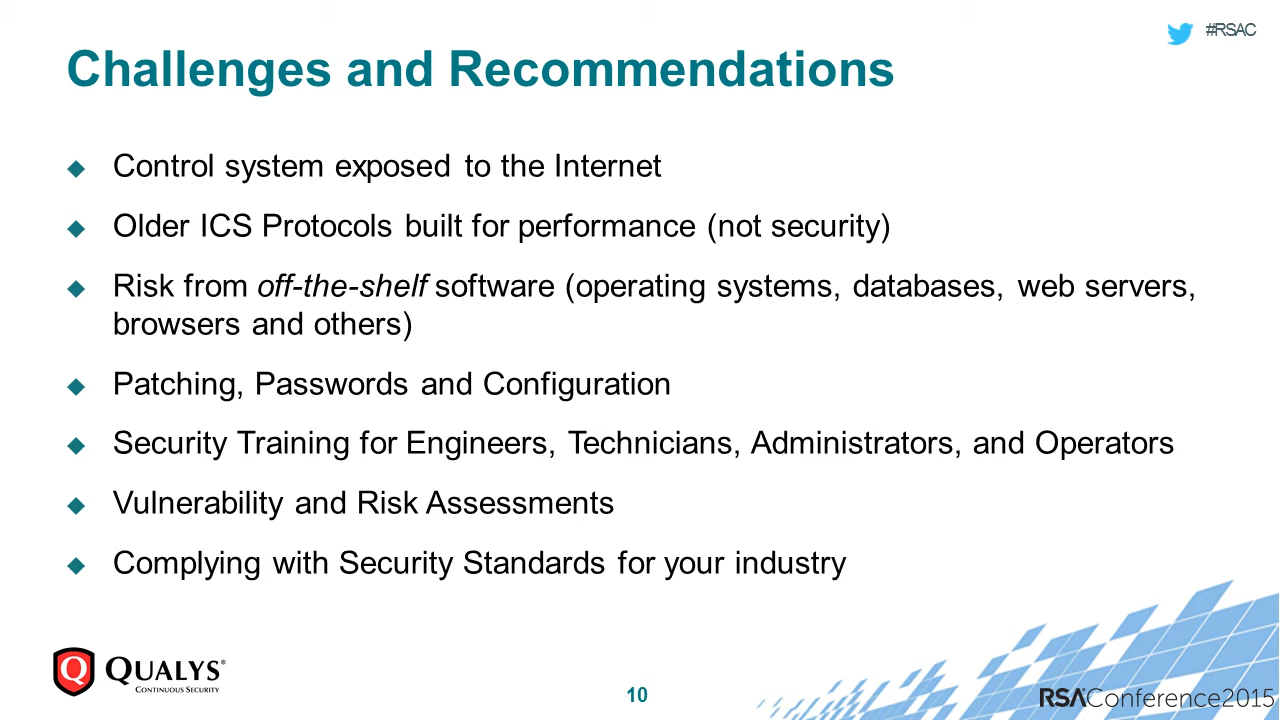 #RSAC
Challenges and Recommendations
Control system exposed to the Internet
Older ICS Protocols built for performance (not security)
Risk from off-the-shelf software (operating systems, databases, web servers,
browsers and others)
Patching, Passwords and Configuration
Security Training for Engineers, Technicians, Administrators, and Operators
Vulnerability and Risk Assessments
Complying with Security Standards for your industry
Q QUALYS®
CONTINUOUS SECURITY
10
RSAConference2015